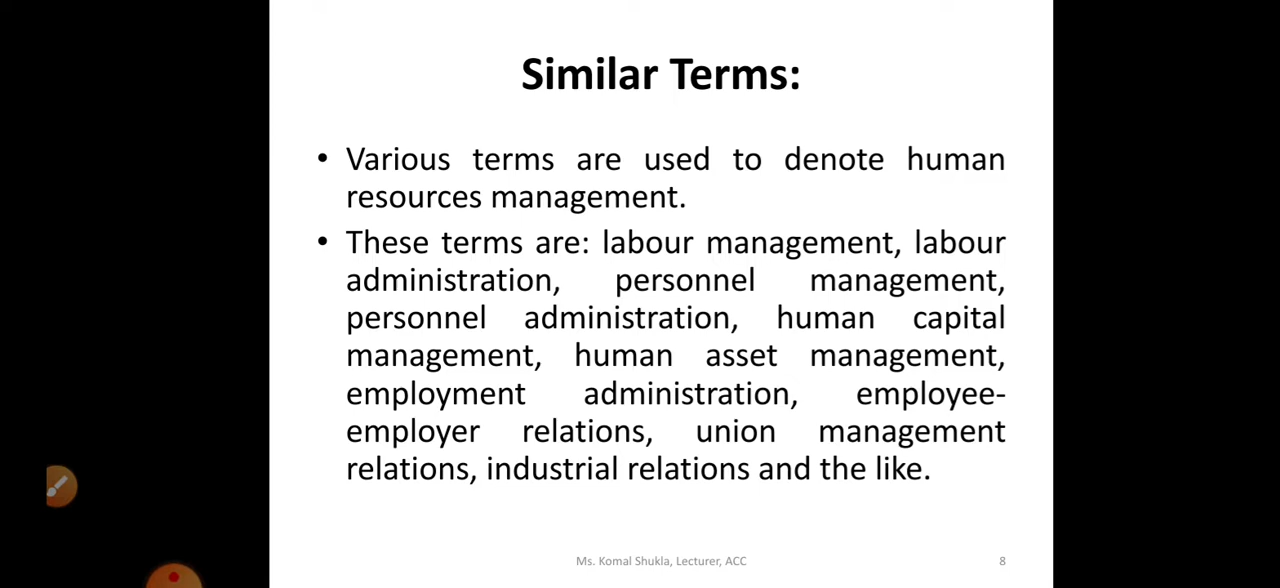 Similar Terms:
• Various terms are used to denote human
resources management.
• These terms are: labour management, labour
administration, personnel management,
personnel administration, human capital
management, human asset management,
employment administration, employee-
employer relations, union management
relations, industrial relations and the like.
Ms. Komal Shukla, Lecturer, ACC
8